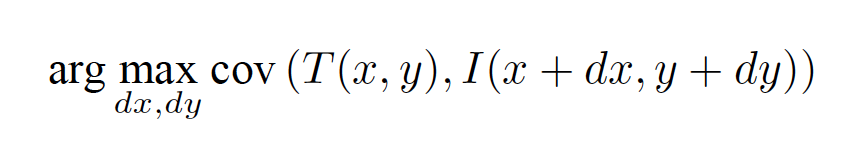 arg max cov (T(x, y), I(x + dx, y + dy))
dx,dy